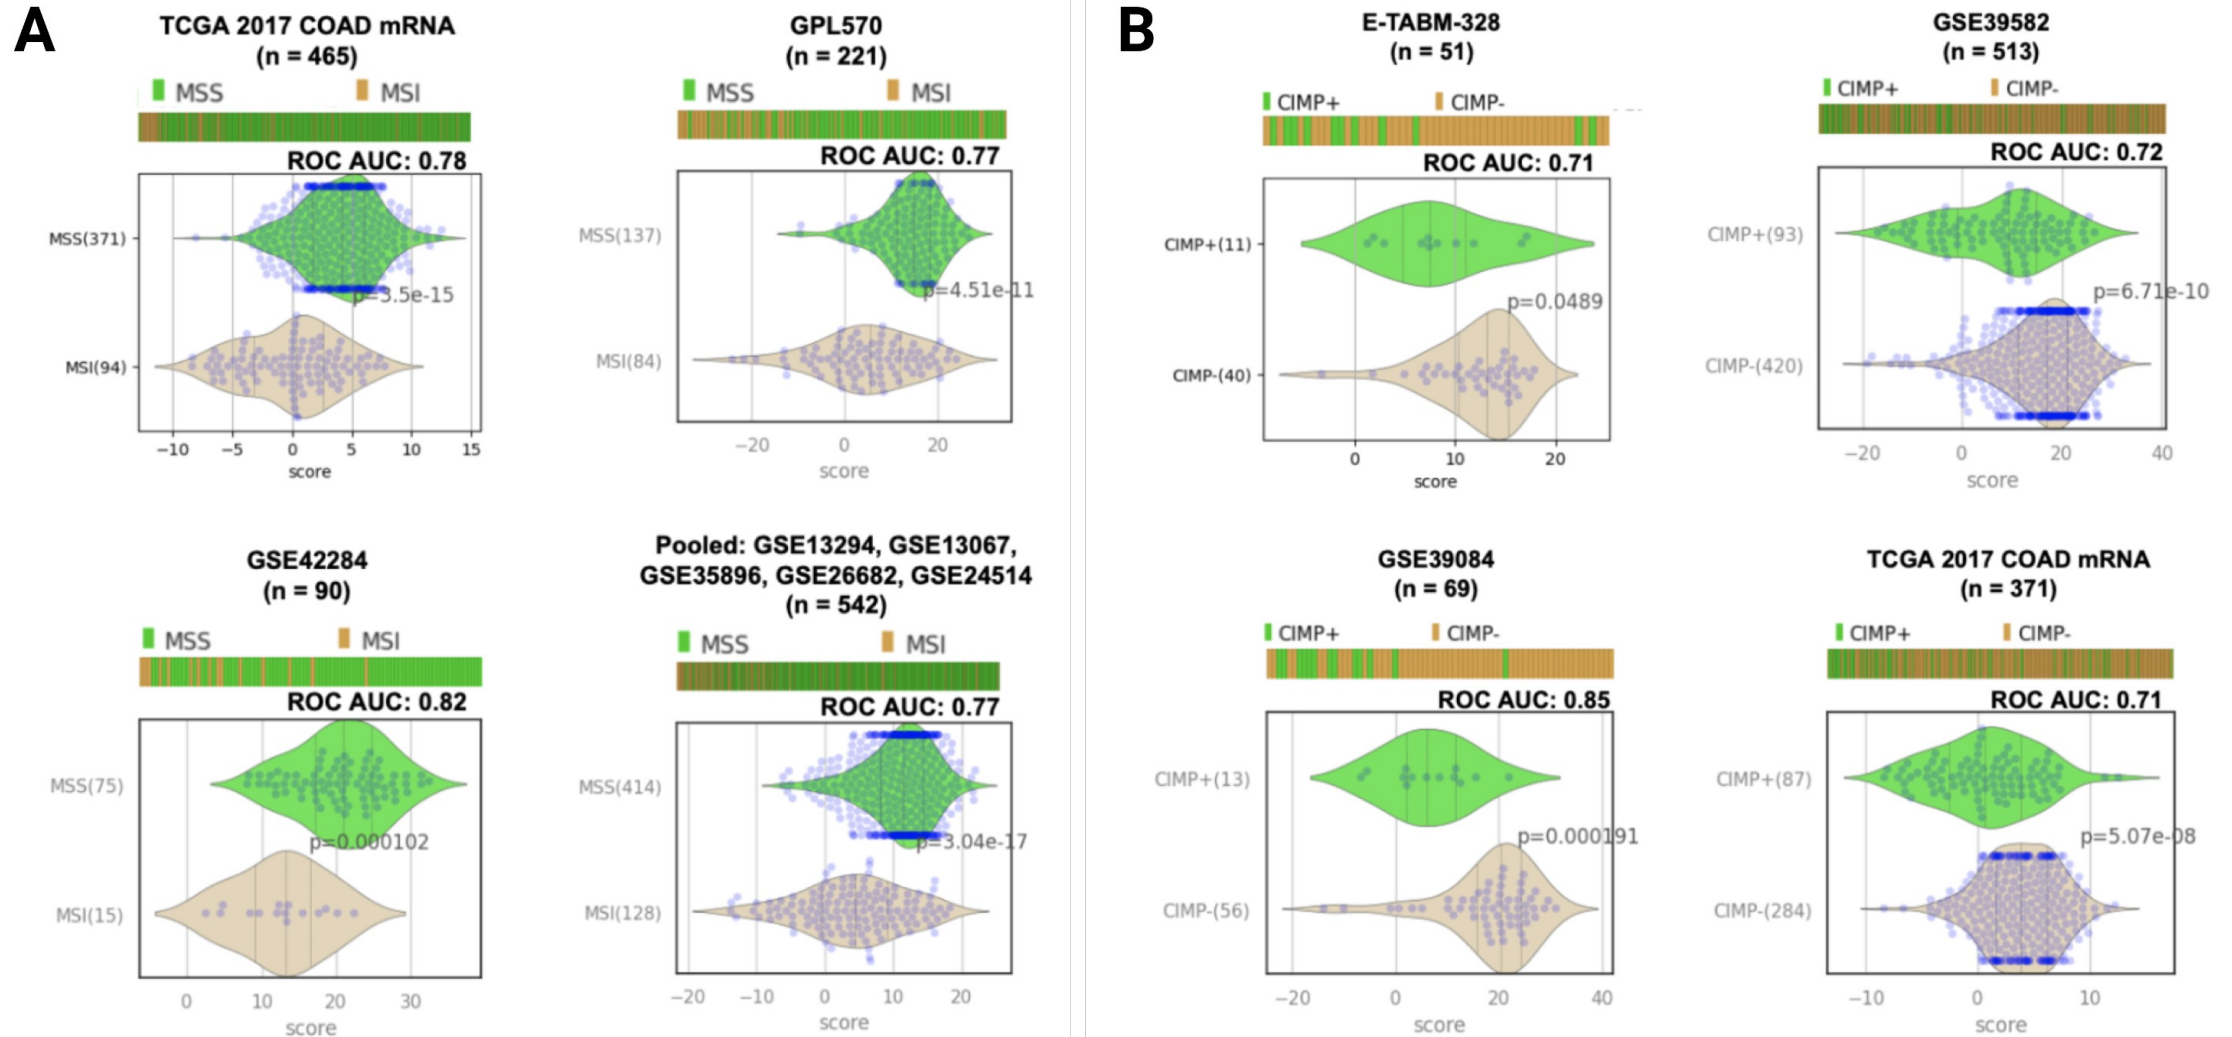 A
TCGA 2017 COAD mRNA
(n = 465)
MSS MSI
ROC AUC: 0.78
MSS(371)
p=3.5e-15
MSI(94)
−10 −5 0 5 10 15
score
GPL570
(n = 221)
MSS MSI
ROC AUC: 0.77
MSS(137)
p=4.51e-11
MSI(84)
−20 0 20
score
GSE42284
(n = 90)
MSS MSI
ROC AUC: 0.82
MSS(75)
p=0.000102
MSI(15)
0 10 20 30
score
Pooled: GSE13294, GSE13067,
GSE35896, GSE26682, GSE24514
(n = 542)
MSS MSI
ROC AUC: 0.77
MSS(414)
p=3.04e-17
MSI(128)
−20 −10 0 10 20
score
B
E-TABM-328
(n = 51)
CIMP+ CIMP-
ROC AUC: 0.71
CIMP+(11)
p=0.0489
CIMP-(40)
0 10 20
score
GSE39582
(n = 513)
CIMP+ CIMP-
ROC AUC: 0.72
CIMP+(93)
p=6.71e-10
CIMP-(420)
−20 0 20 40
score
GSE39084
(n = 69)
CIMP+ CIMP-
ROC AUC: 0.85
CIMP+(13)
p=0.000191
CIMP-(56)
−20 0 20 40
score
TCGA 2017 COAD mRNA
(n = 371)
CIMP+ CIMP-
ROC AUC: 0.71
CIMP+(87)
p=5.07e-08
CIMP-(284)
−10 0 10
score